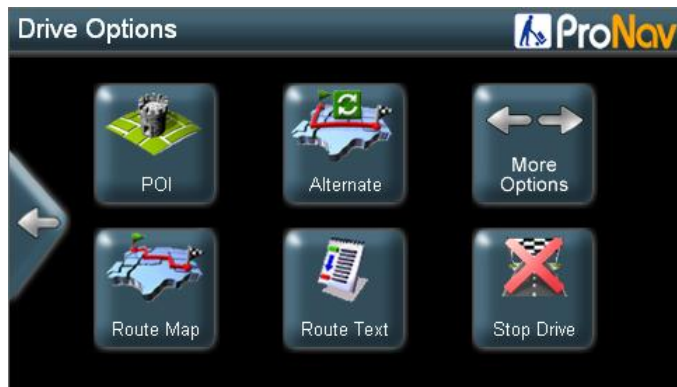 Drive Options
ProNav
POI
Alternate
More
Options
Route Map
Route Text
Stop Drive